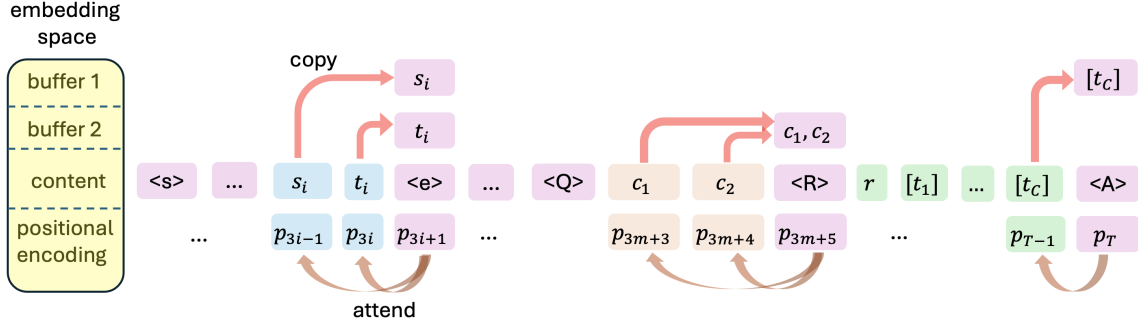 embedding
space
copy
buffer 1
s_i
[t_C]
buffer 2
t_i
c_1, c_2
content
<s> ... s_i t_i <e> ... <Q> c_1 c_2 <R> r [t_1] ... [t_C] <A>
positional
encoding
... p_{3i−1} p_{3i} p_{3i+1} ... p_{3m+3} p_{3m+4} p_{3m+5} ... p_{T−1} p_T
attend